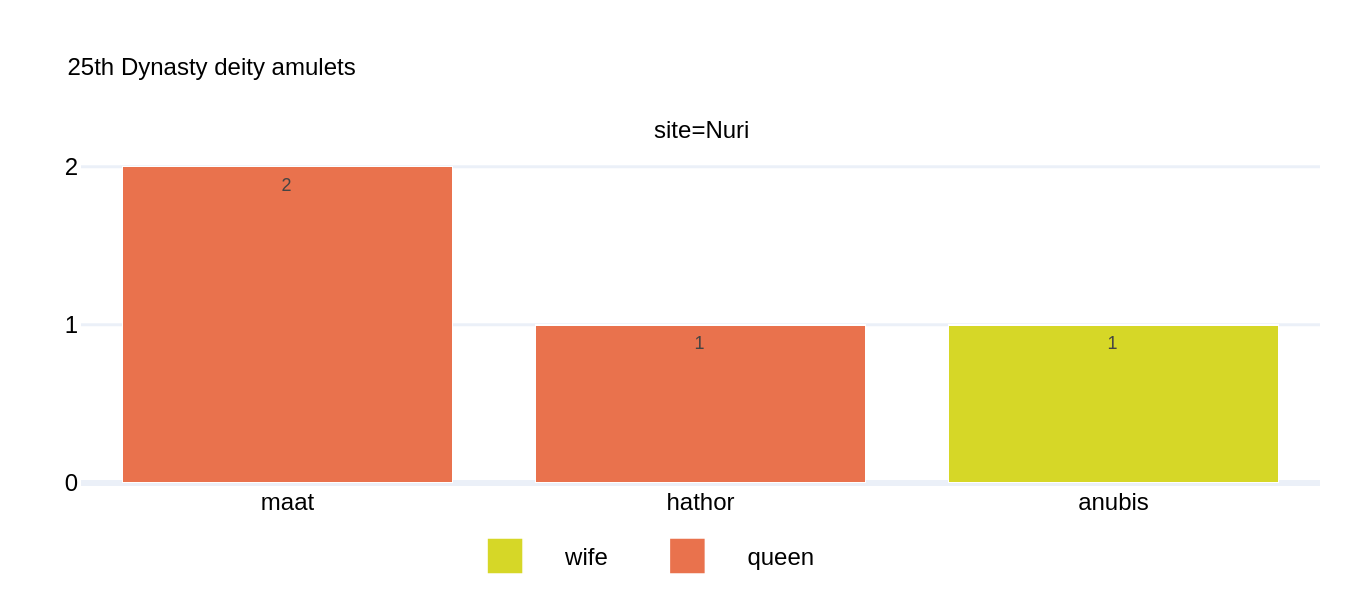 25th Dynasty deity amulets
site=Nuri
2
2
1
1
1
0
maat hathor anubis
wife queen